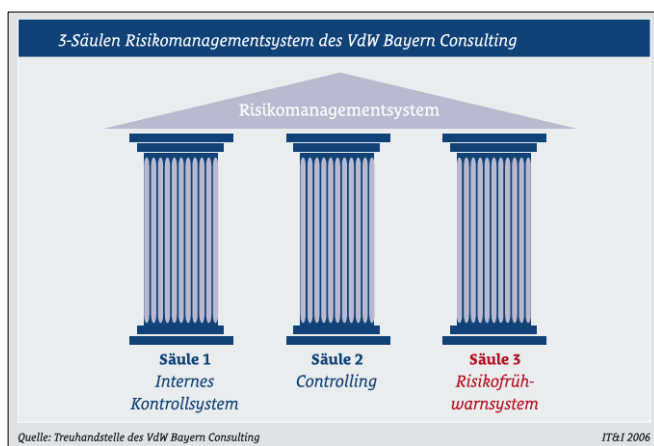 3-Säulen Risikomanagementsystem des VdW Bayern Consulting
Risikomanagementsystem
Säule 1
Internes
Kontrollsystem
Säule 2
Controlling
Säule 3
Risikofrüh-
warnsystem
Quelle: Treuhandstelle des VdW Bayern Consulting
IT&I 2006